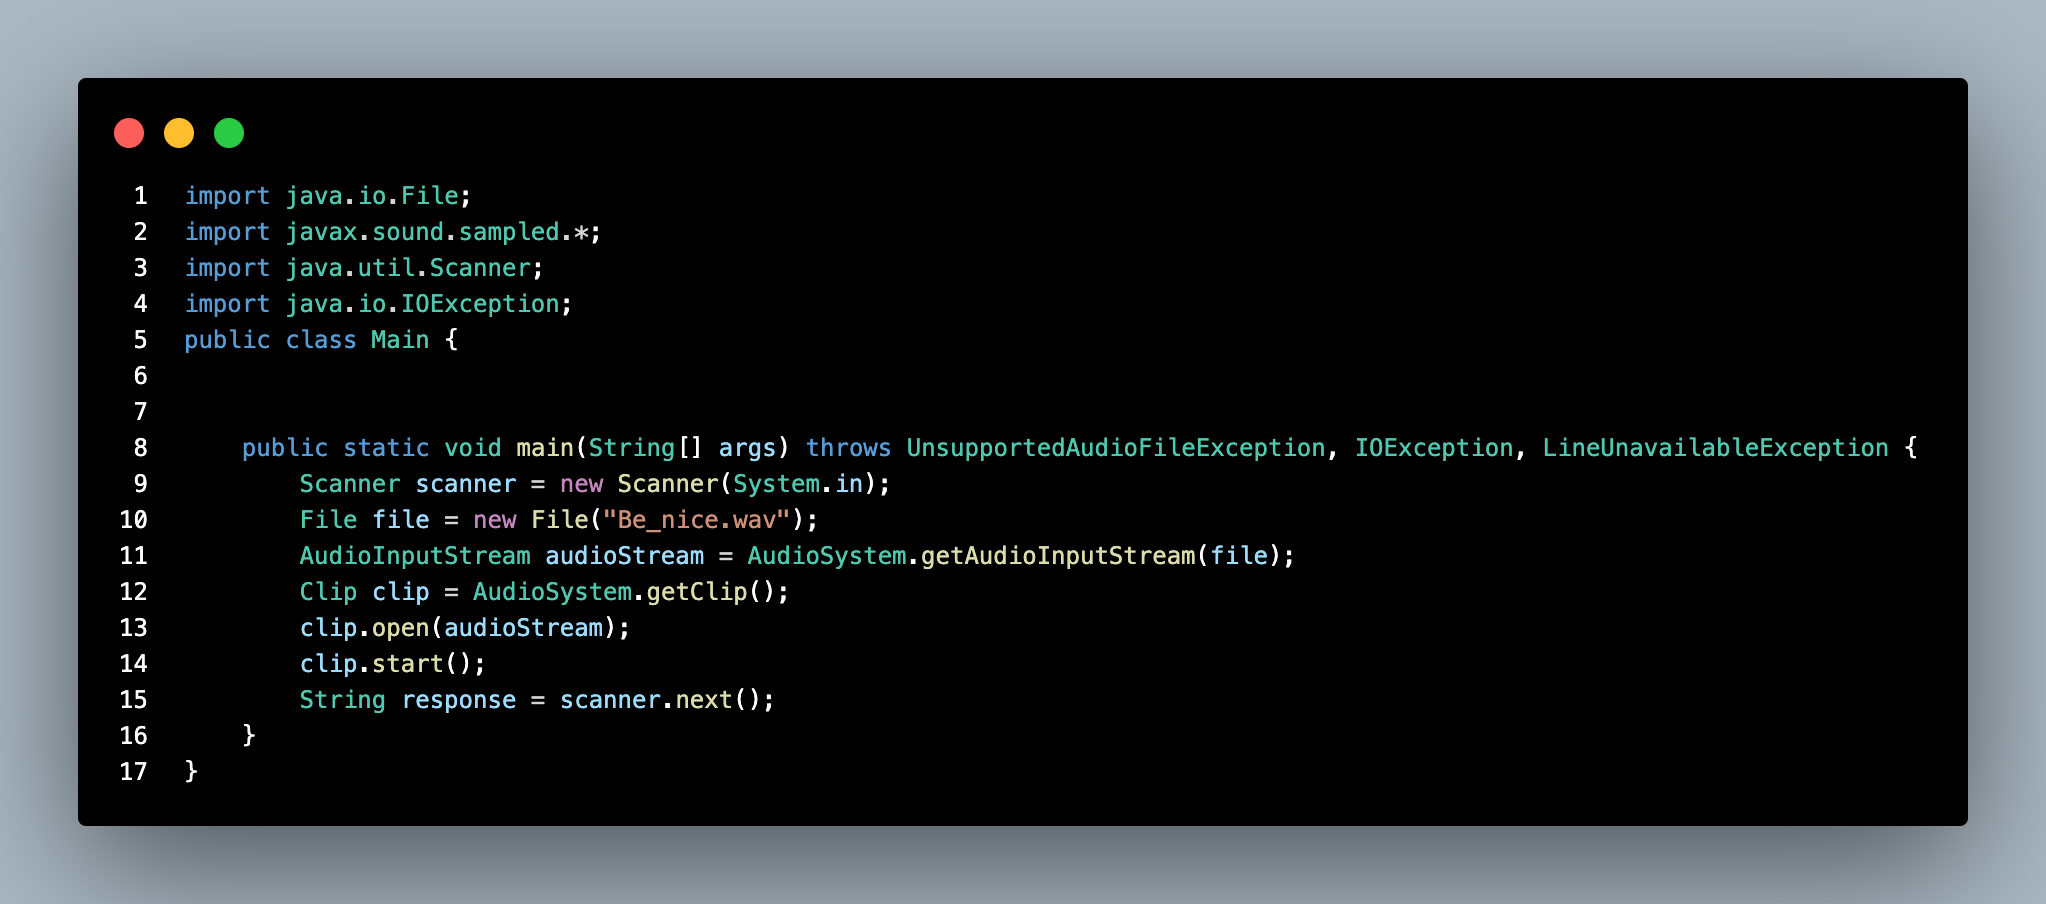 1 import java.io.File;
2 import javax.sound.sampled.*;
3 import java.util.Scanner;
4 import java.io.IOException;
5 public class Main {
6
7
8     public static void main(String[] args) throws UnsupportedAudioFileException, IOException, LineUnavailableException {
9         Scanner scanner = new Scanner(System.in);
10         File file = new File("Be_nice.wav");
11         AudioInputStream audioStream = AudioSystem.getAudioInputStream(file);
12         Clip clip = AudioSystem.getClip();
13         clip.open(audioStream);
14         clip.start();
15         String response = scanner.next();
16     }
17 }